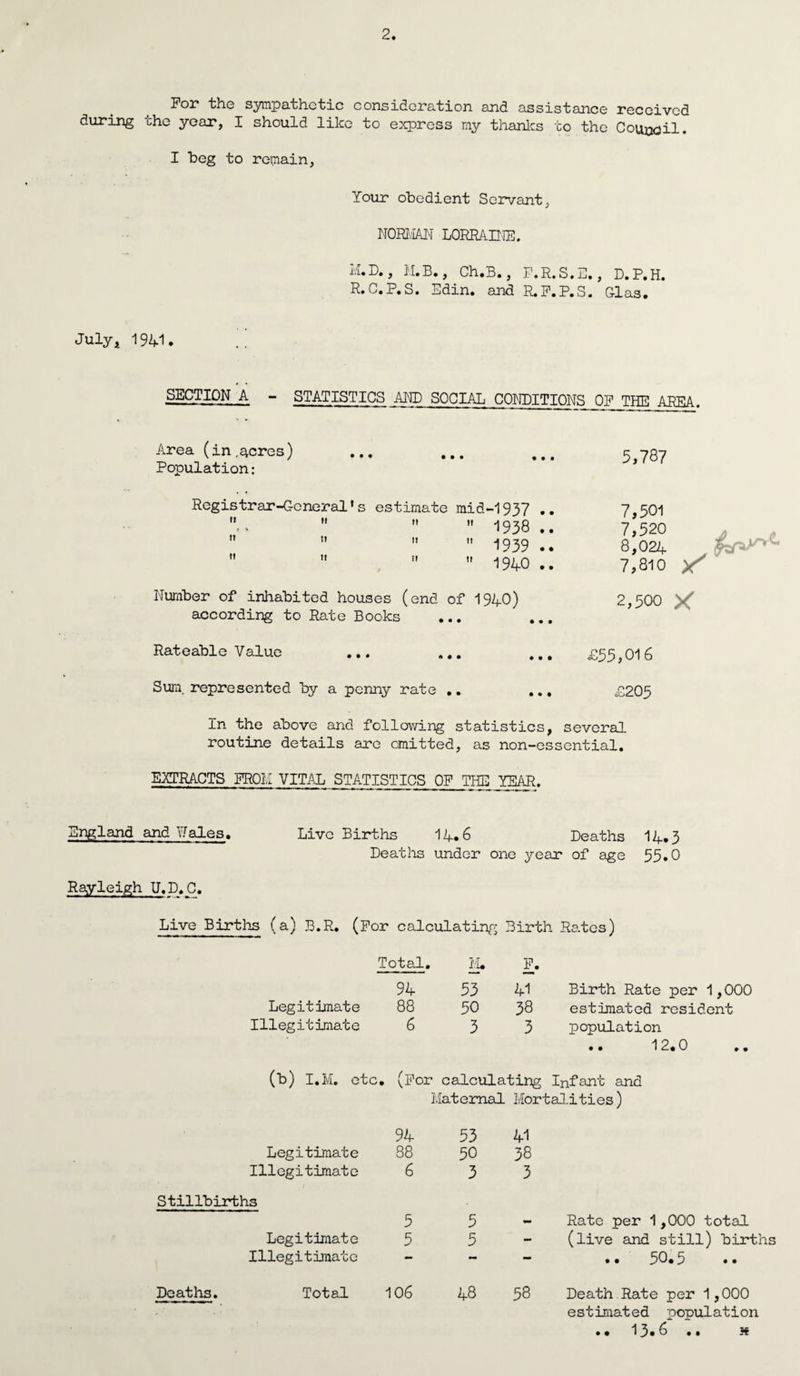 2.
For the sympathetic consideration and assistance received
during the year, I should like to express my thanks to the Council.
I beg to remain,
Your obedient Servant,
NORMAN LORRAINE.
M.D., M.B., Ch.B., F.R.S.E., D.P.H.
R.C.P.S. Edin. and R.F.P.S. Glas.
July, 1941.
SECTION A - STATISTICS AND SOCIAL CONDITIONS OF THE AREA.
Area (in acres) ... ... ... 5,787
Population:
Registrar-General's estimate mid-1937 .. 7,501
" " " " 1938 .. 7,520
" " " " 1939 .. 8,024
" " " " 1940 .. 7,810 X
Number of inhabited houses (end of 1940) 2,500 X
according to Rate Books ... ...
Rateable Value ... ... ... £55,016
Sum represented by a penny rate .. ... £205
In the above and following statistics, several
routine details are omitted, as non-essential.
EXTRACTS FROM VITAL STATISTICS OF THE YEAR.
England and Wales. Live Births 14.6 Deaths 14.3
Deaths under one year of age 55.0
Rayleigh U.D.C.
Live Births (a) B.R. (For calculating Birth Rates)
Total. M. F.
94 53 41 Birth Rate per 1,000
Legitimate 88 50 38 estimated resident
Illegitimate 6 3 3 population
.. 12.0 ..
(b) I.M. etc. (For calculating Infant and
Maternal Mortalities)
94 53 41
Legitimate 88 50 38
Illegitimate 6 3 3
Stillbirths
5 5 - Rate per 1,000 total
Legitimate 5 5 - (live and still) births
Illegitimate - - - .. 50.5 ..
Deaths. Total 106 48 58 Death Rate per 1,000
estimated population
.. 13.6 .. *